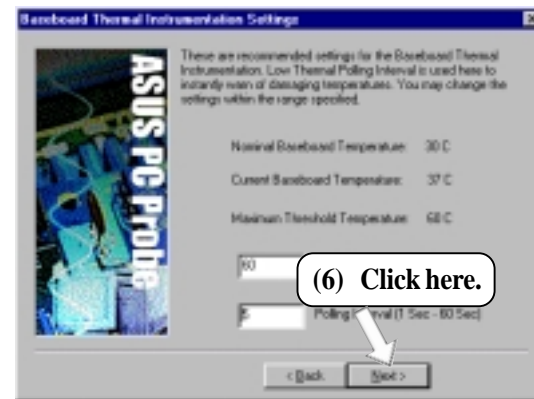 Baseboard Thermal Instrumentation Settings
ASUS PC Probe
These are recommended settings for the Baseboard Thermal
Instrumentation. Low Thermal Polling Interval is used here to
instantly warn of damaging temperatures. You may change the
settings within the range specified.
Nominal Baseboard Temperature: 30 C
Current Baseboard Temperature: 37 C
Maximum Threshold Temperature: 60 C
60
(6) Click here.
5
Polling (1 Sec - 60 Sec)
< Back
Next >